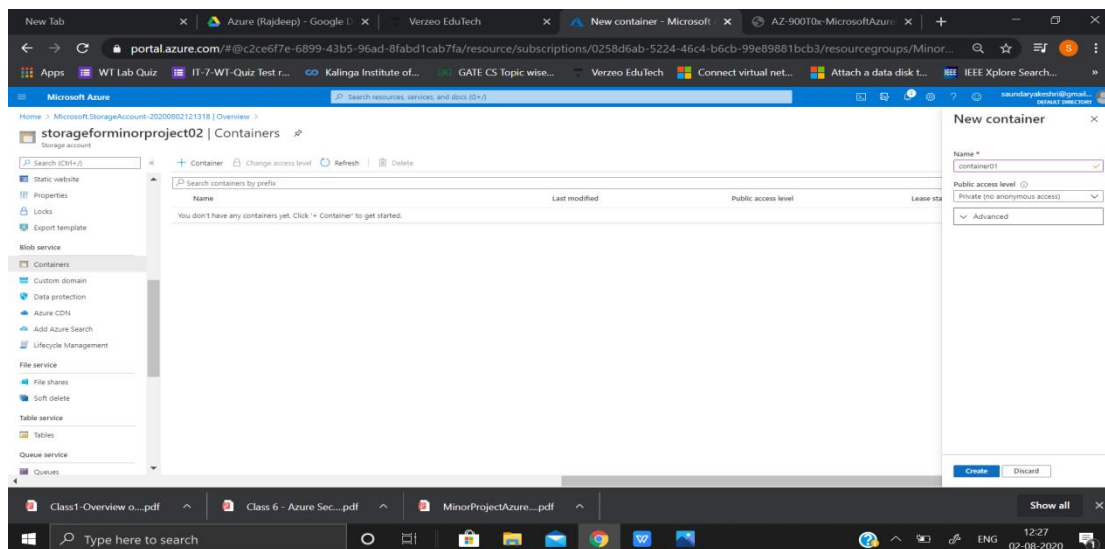 New Tab
Azure (Rajdeep) - Google D
Verzeo EduTech
New container - Microsoft A
AZ-900T0x-MicrosoftAzure
portal.azure.com/#@c2ce6f7e-6899-43b5-96ad-8fabd1cab7fa/resource/subscriptions/0258d6ab-5224-46c4-b6cb-99e89881bcb3/resourcegroups/Minor...
S
Apps WT Lab Quiz IT-7-WT-Quiz Test r... Kalinga Institute of... GATE CS Topic wise... Verzeo EduTech Connect virtual net... Attach a data disk t... IEEE Xplore Search... »
Microsoft Azure
Search resources, services, and docs (G+/)
saundaryakeshri@gmail...
DEFAULT DIRECTORY
Home > Microsoft.StorageAccount-20200802121318 | Overview >
storageforminorproject02 | Containers
Storage account
Search (Ctrl+/)
Static website
Properties
Locks
Export template
Blob service
Containers
Custom domain
Data protection
Azure CDN
Add Azure Search
Lifecycle Management
File service
File shares
Soft delete
Table service
Tables
Queue service
Queues
+ Container Change access level Refresh Delete
Search containers by prefix
Name Last modified Public access level Lease sta
You don't have any containers yet. Click '+ Container' to get started.
New container
Name *
container01
Public access level
Private (no anonymous access)
Advanced
Create Discard
Class1-Overview o....pdf
Class 6 - Azure Sec....pdf
MinorProjectAzure....pdf
Show all
Type here to search
ENG
12:27
02-08-2020